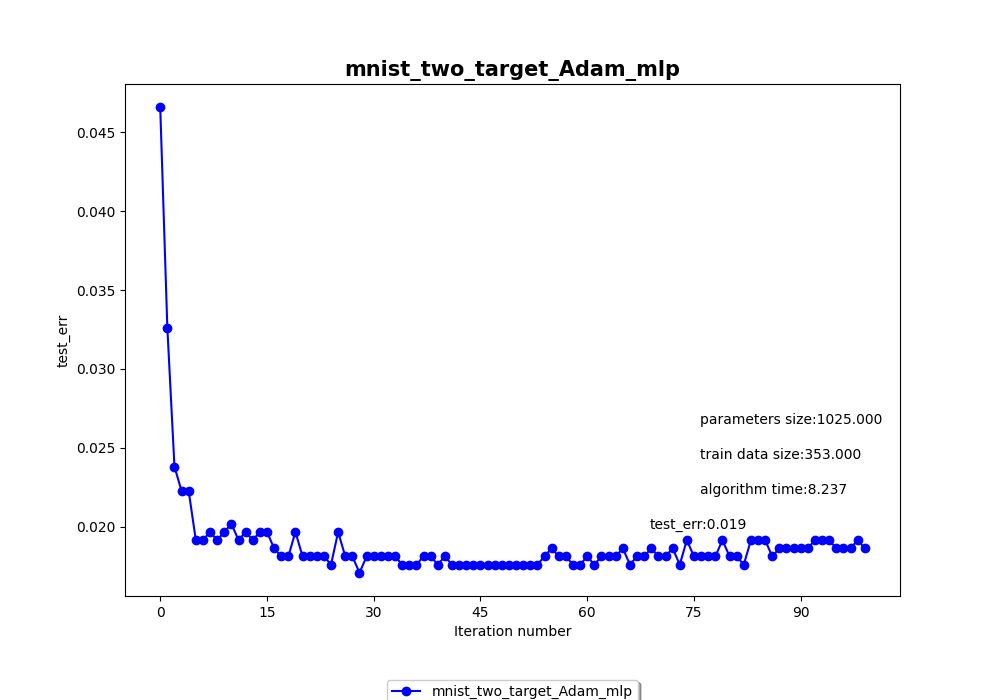 mnist_two_target_Adam_mlp
0.045
0.040
0.035
0.030
0.025
0.020
test_err
parameters size:1025.000
train data size:353.000
algorithm time:8.237
test_err:0.019
0 15 30 45 60 75 90
Iteration number
mnist_two_target_Adam_mlp